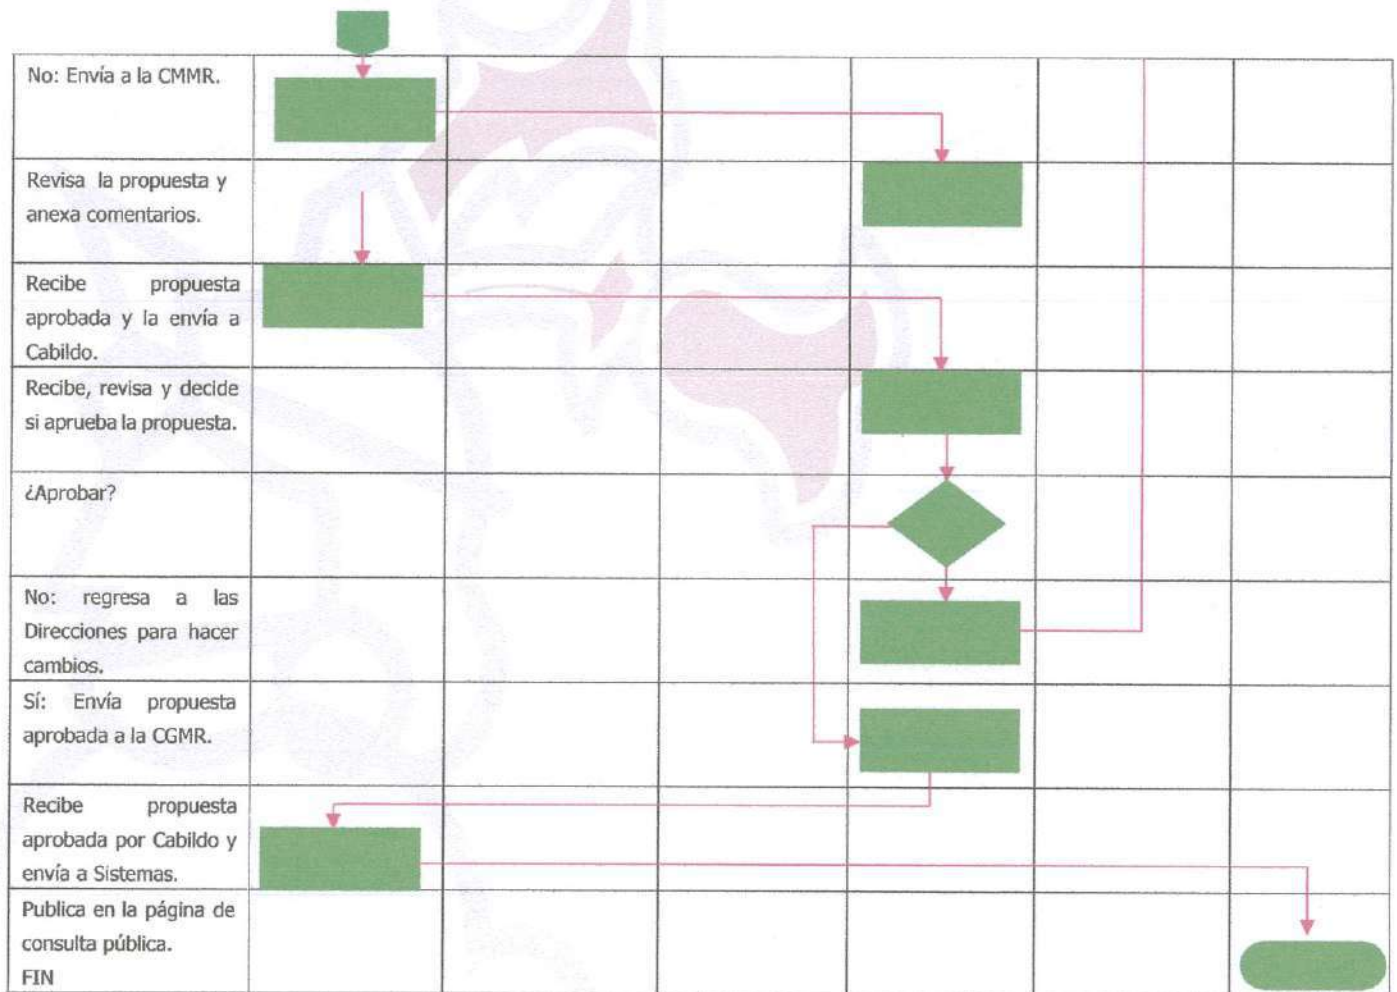 No: Envía a la CMMR.
Revisa la propuesta y
anexa comentarios.
Recibe propuesta
aprobada y la envía a
Cabildo.
Recibe, revisa y decide
si aprueba la propuesta.
¿Aprobar?
No: regresa a las
Direcciones para hacer
cambios.
Sí: Envía propuesta
aprobada a la CGMR.
Recibe propuesta
aprobada por Cabildo y
envía a Sistemas.
Publica en la página de
consulta pública.
FIN